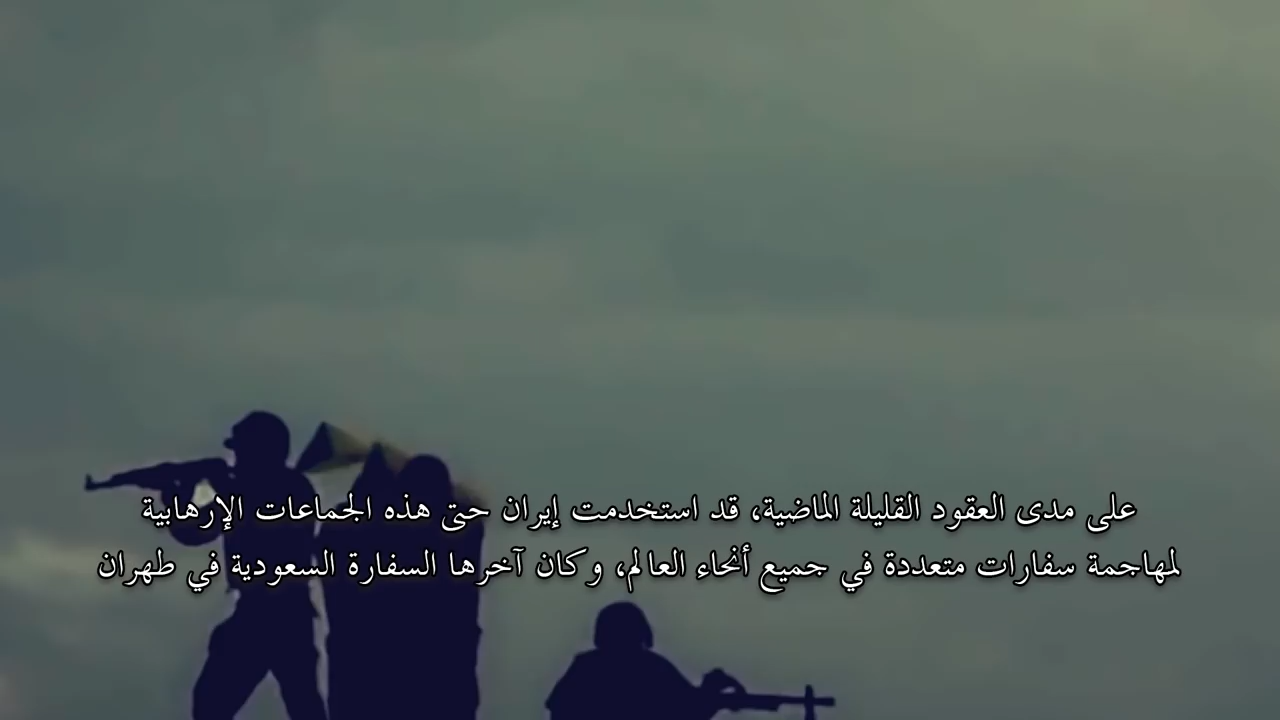 على مدى العقود القليلة الماضية، قد استخدمت إيران حتى هذه الجماعات الإرهابية
لمهاجمة سفارات متعددة في جميع أنحاء العالم، وكان آخرها السفارة السعودية في طهران